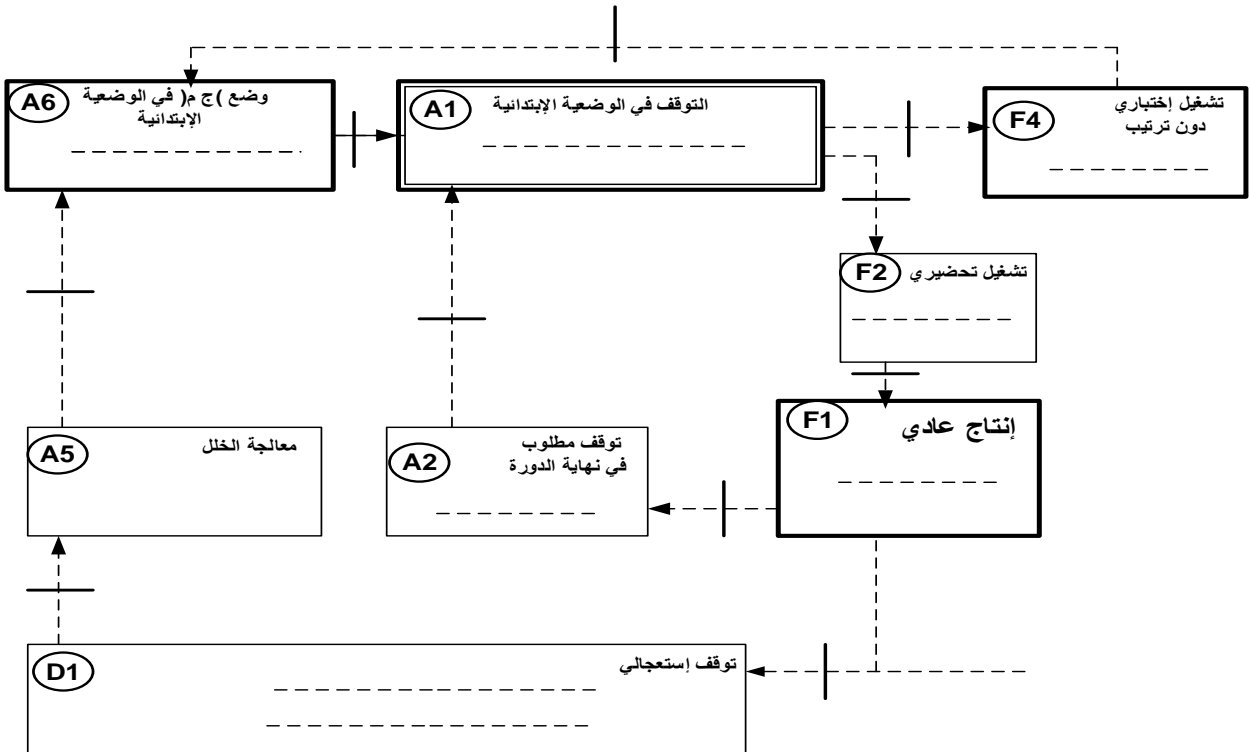 A6
وضع )ج م( في الوضعية
الإبتدائية
A1
التوقف في الوضعية الإبتدائية
F4
تشغيل إختباري
دون ترتيب
F2
تشغيل تحضيري
F1
إنتاج عادي
A5
معالجة الخلل
A2
توقف مطلوب
في نهاية الدورة
D1
توقف إستعجالي